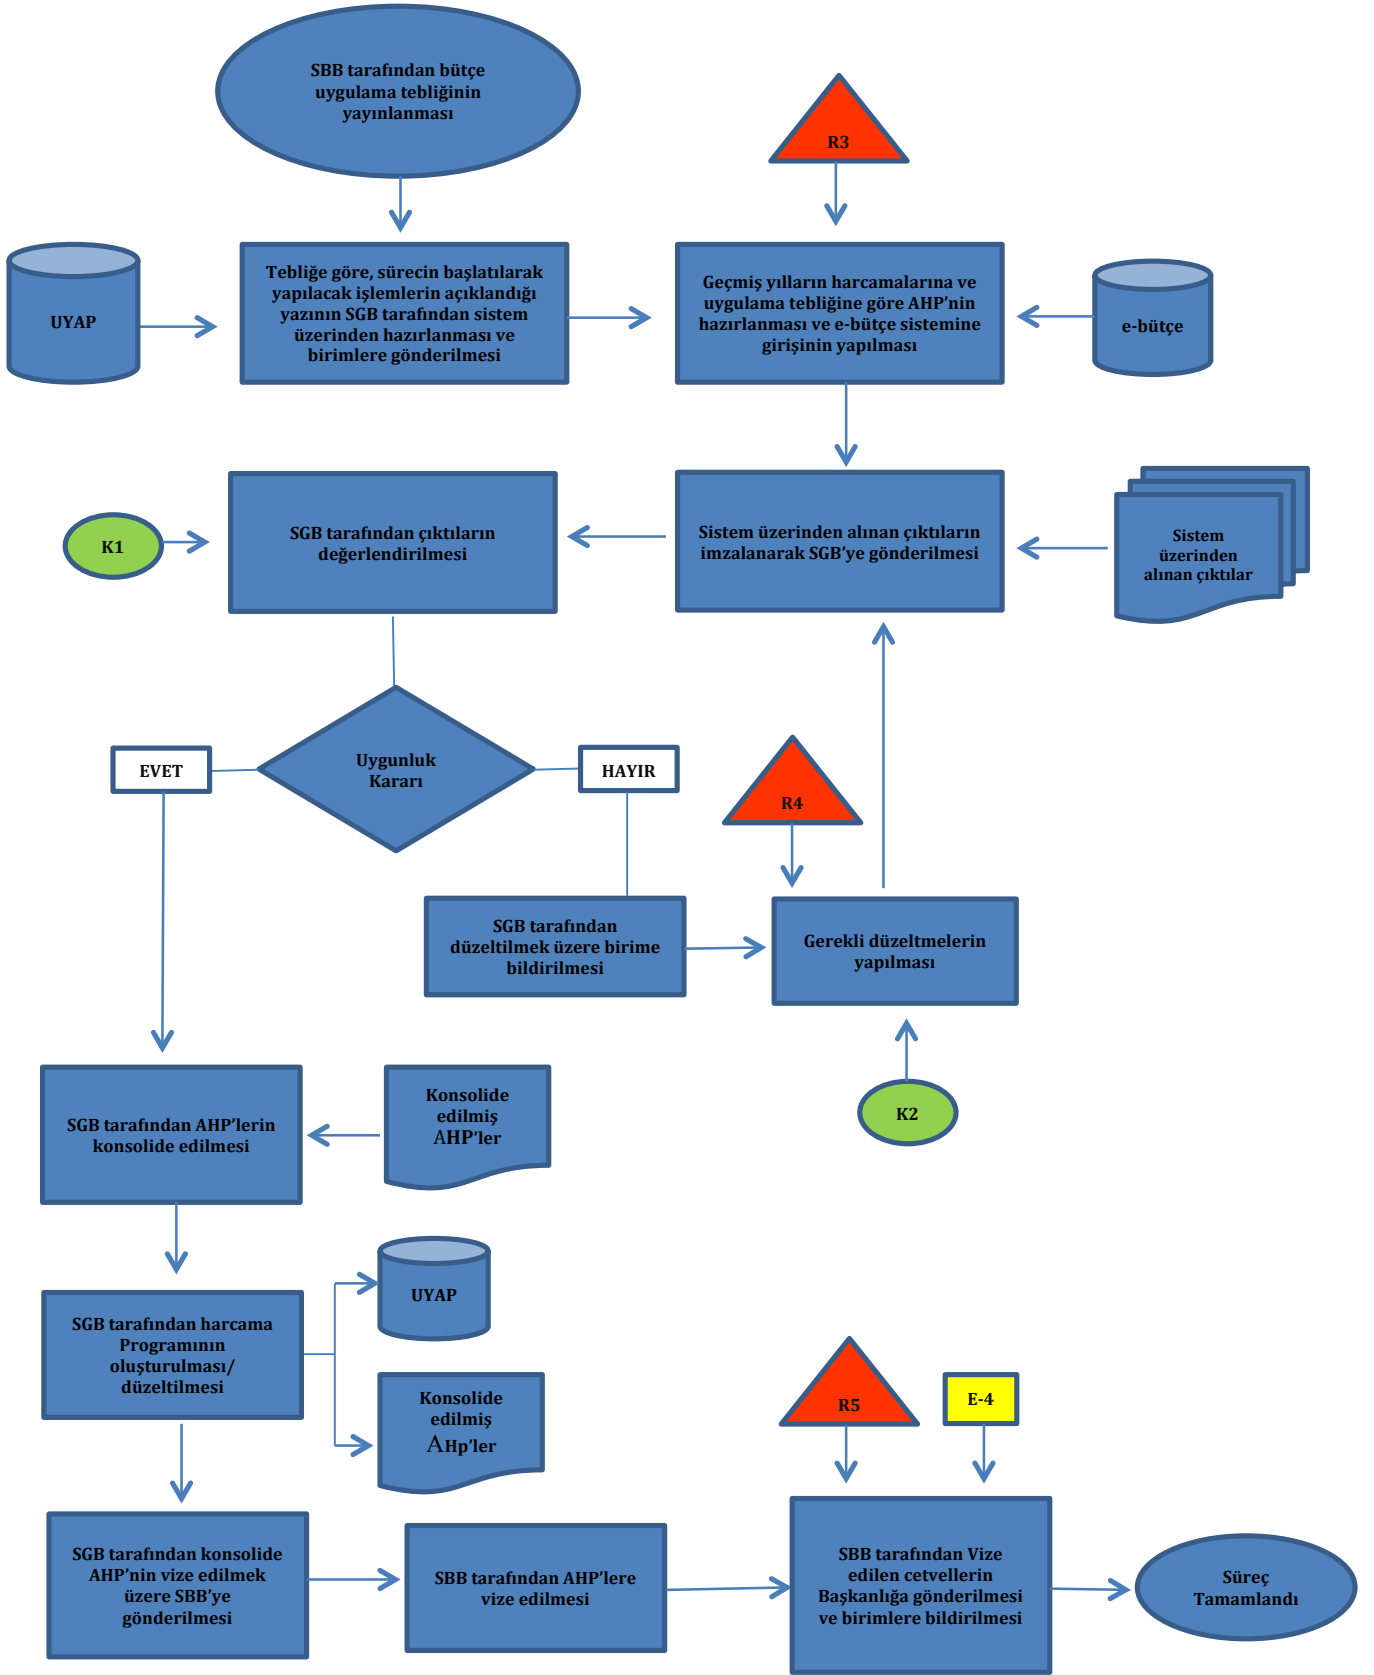 SBB tarafından bütçe
uygulama tebliğinin
yayınlanması
R3
UYAP
Tebliğe göre, sürecin başlatılarak
yapılacak işlemlerin açıklandığı
yazının SGB tarafından sistem
üzerinden hazırlanması ve
birimlere gönderilmesi
Geçmiş yılların harcamalarına ve
uygulama tebliğine göre AHP'nin
hazırlanması ve e-bütçe sistemine
girişinin yapılması
e-bütçe
K1
SGB tarafından çıktıların
değerlendirilmesi
Sistem üzerinden alınan çıktıların
imzalanarak SGB'ye gönderilmesi
Sistem
üzerinden
alınan çıktılar
EVET
Uygunluk
Kararı
HAYIR
R4
SGB tarafından
düzeltilmek üzere birime
bildirilmesi
Gerekli düzeltmelerin
yapılması
K2
SGB tarafından AHP'lerin
konsolide edilmesi
Konsolide
edilmiş
AHP'ler
UYAP
SGB tarafından harcama
Programının
oluşturulması/
düzeltilmesi
Konsolide
edilmiş
AHp'ler
R5
E-4
SGB tarafından konsolide
AHP'nin vize edilmek
üzere SBB'ye
gönderilmesi
SBB tarafından AHP'lere
vize edilmesi
SBB tarafından Vize
edilen cetvellerin
Başkanlığa gönderilmesi
ve birimlere bildirilmesi
Süreç
Tamamlandı